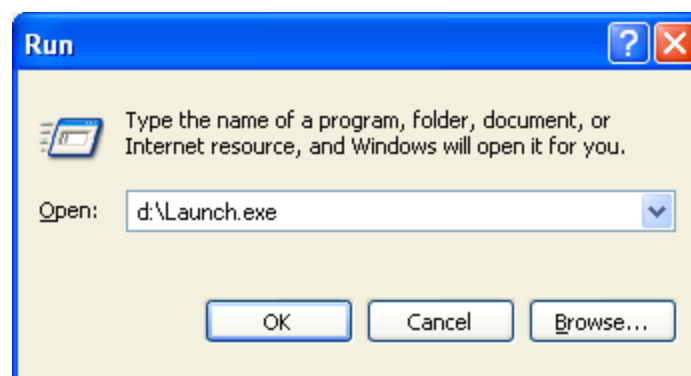 Run
Type the name of a program, folder, document, or
Internet resource, and Windows will open it for you.
Open: d:\Launch.exe
OK Cancel Browse...